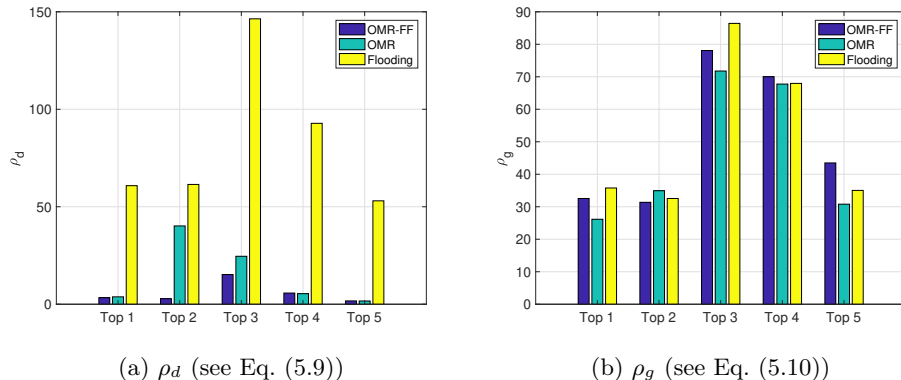 150
100
50
0
ρd
OMR-FF
OMR
Flooding
Top 1 Top 2 Top 3 Top 4 Top 5
(a) ρd (see Eq. (5.9))
90
80
70
60
50
40
30
20
10
0
ρg
OMR-FF
OMR
Flooding
Top 1 Top 2 Top 3 Top 4 Top 5
(b) ρg (see Eq. (5.10))